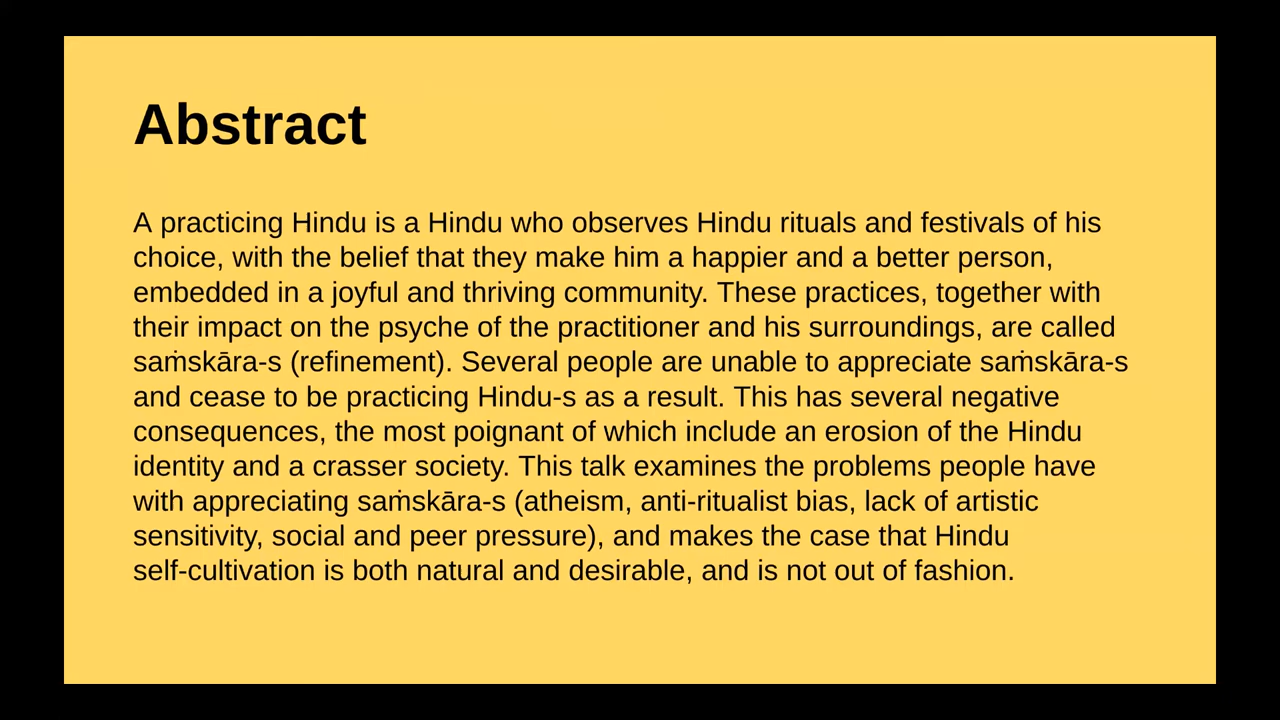 Abstract
A practicing Hindu is a Hindu who observes Hindu rituals and festivals of his
choice, with the belief that they make him a happier and a better person,
embedded in a joyful and thriving community. These practices, together with
their impact on the psyche of the practitioner and his surroundings, are called
saṁskāra-s (refinement). Several people are unable to appreciate saṁskāra-s
and cease to be practicing Hindu-s as a result. This has several negative
consequences, the most poignant of which include an erosion of the Hindu
identity and a crasser society. This talk examines the problems people have
with appreciating saṁskāra-s (atheism, anti-ritualist bias, lack of artistic
sensitivity, social and peer pressure), and makes the case that Hindu
self-cultivation is both natural and desirable, and is not out of fashion.